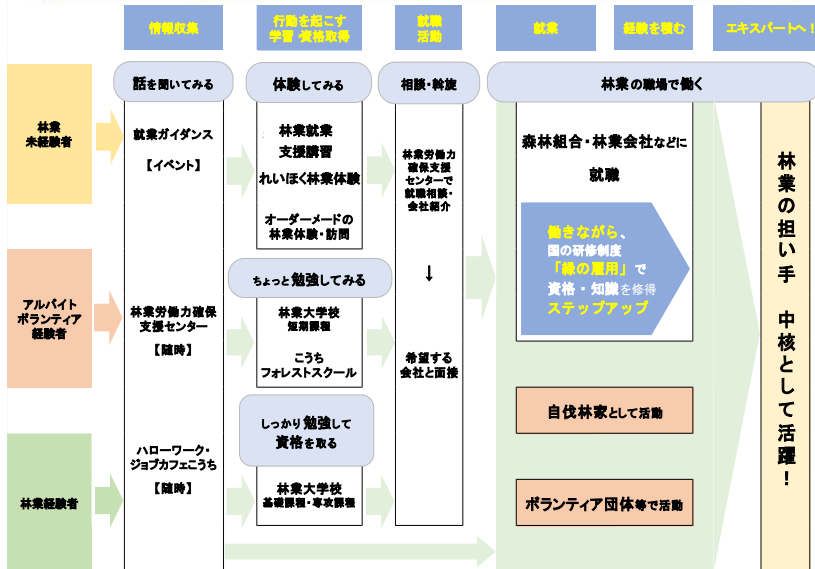 情報収集
行動を起こす
学習・資格取得
就職
活動
就業
経験を積む
エキスパートへ!
話を聞いてみる
体験してみる
相談・斡旋
林業の職場で働く
林業
未経験者
就業ガイダンス
【イベント】
林業就業
支援講習
れいほく林業体験
オーダーメードの
林業体験・訪問
林業労働力
確保支援
センターで
就職相談・
会社紹介
↓
希望する
会社と面接
森林組合・林業会社などに
就職
働きながら、
国の研修制度
「緑の雇用」で
資格・知識を修得
ステップアップ
林業の担い手 中核として活躍!
アルバイト
ボランティア
経験者
林業労働力確保
支援センター
【随時】
ちょっと勉強してみる
林業大学校
短期課程
こうち
フォレストスクール
自伐林家として活動
しっかり勉強して
資格を取る
林業経験者
ハローワーク・
ジョブカフェこうち
【随時】
林業大学校
基礎課程・専攻課程
ボランティア団体等で活動